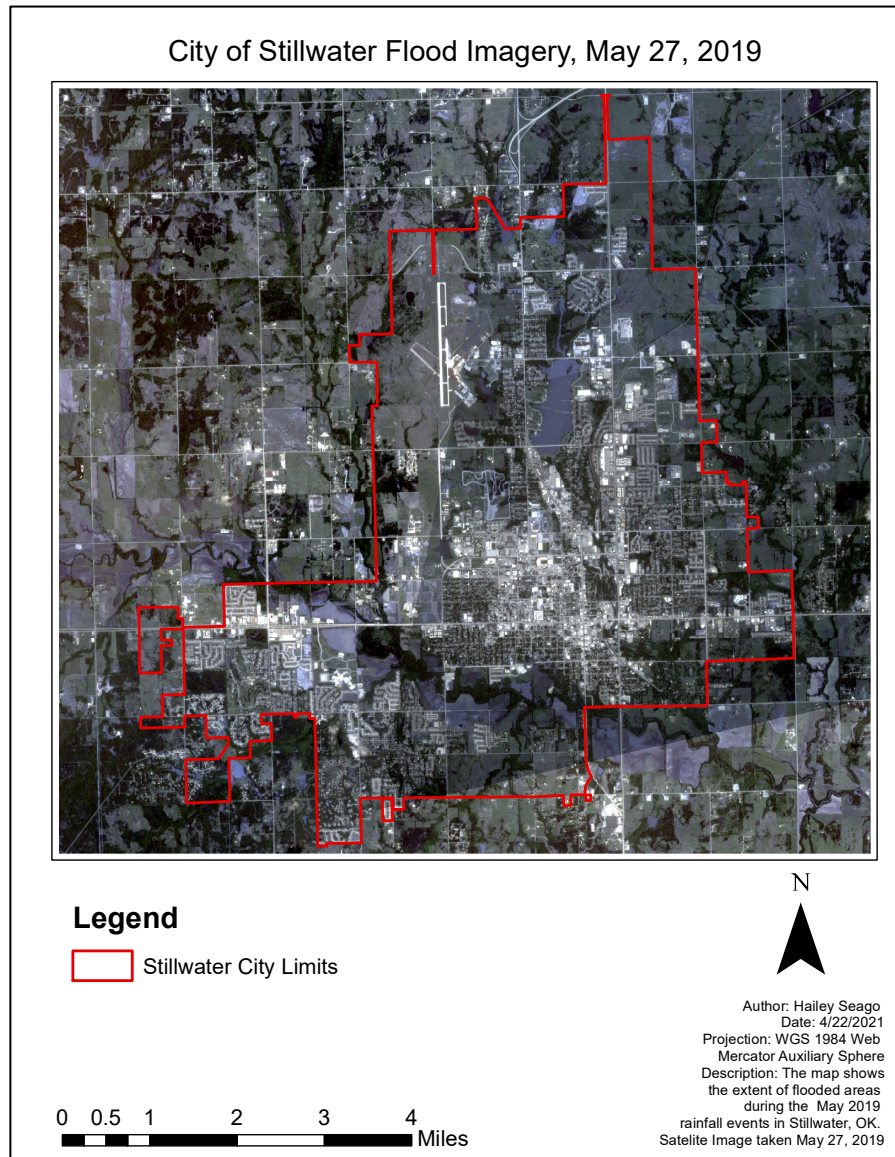 City of Stillwater Flood Imagery, May 27, 2019
N
Legend
Stillwater City Limits
Author: Hailey Seago
Date: 4/22/2021
Projection: WGS 1984 Web
Mercator Auxiliary Sphere
Description: The map shows
the extent of flooded areas
during the May 2019
rainfall events in Stillwater, OK.
Satelite Image taken May 27, 2019
0 0.5 1 2 3 4
Miles